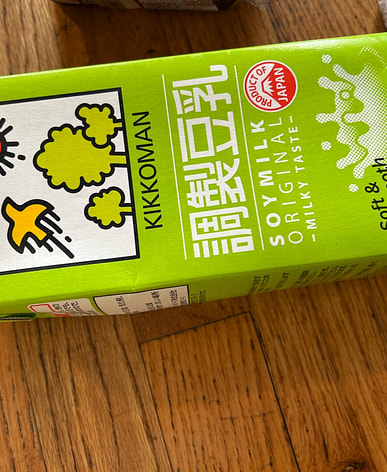 KIKKOMAN
調製豆乳
SOYMILK
ORIGINAL
–MILKY TASTE–
PRODUCT OF
JAPAN
Soft &